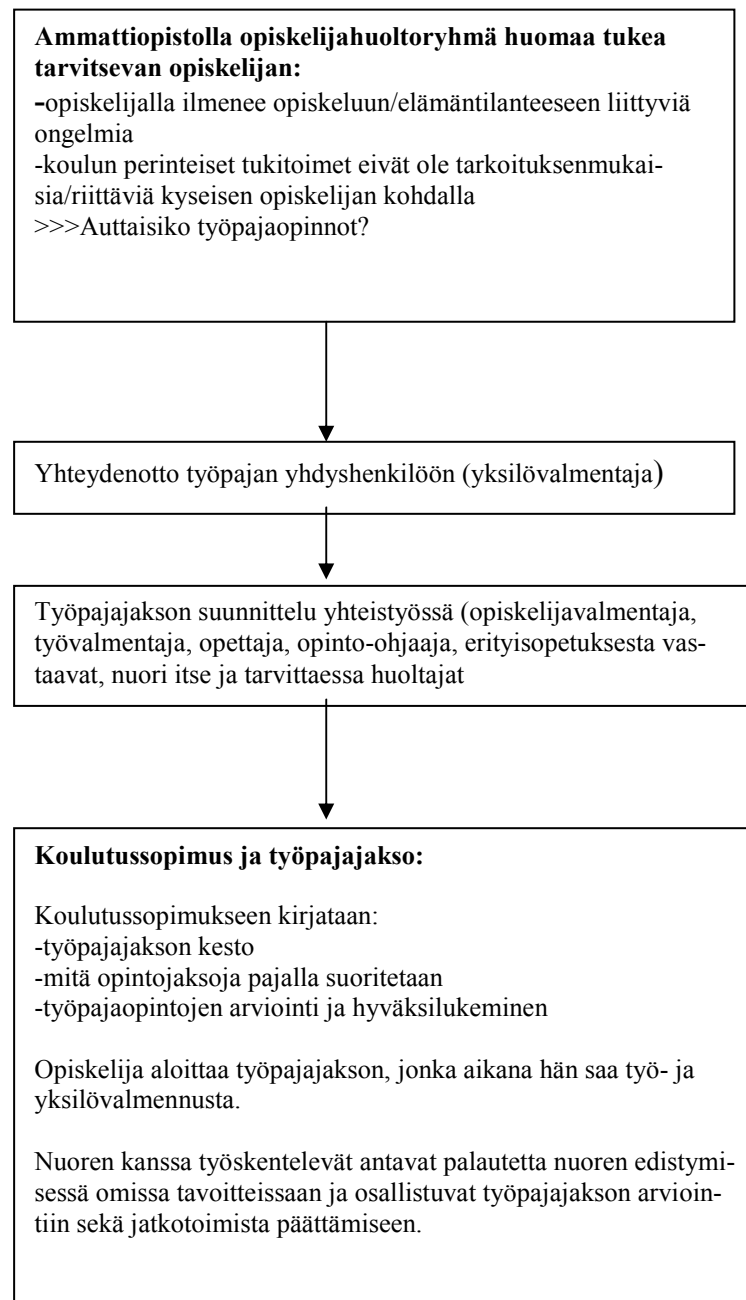 Ammattiopistolla opiskelijahuoltoryhmä huomaa tukea
tarvitsevan opiskelijan:
-opiskelijalla ilmenee opiskeluun/elämäntilanteeseen liittyviä
ongelmia
-koulun perinteiset tukitoimet eivät ole tarkoituksenmukai-
sia/riittäviä kyseisen opiskelijan kohdalla
>>>Auttaisiko työpajaopinnot?
Yhteydenotto työpajan yhdyshenkilöön (yksilövalmentaja)
Työpajajakson suunnittelu yhteistyössä (opiskelijavalmentaja,
työvalmentaja, opettaja, opinto-ohjaaja, erityisopetuksesta vas-
taavat, nuori itse ja tarvittaessa huoltajat
Koulutussopimus ja työpajajakso:
Koulutussopimukseen kirjataan:
-työpajajakson kesto
-mitä opintojaksoja pajalla suoritetaan
-työpajaopintojen arviointi ja hyväksilukeminen
Opiskelija aloittaa työpajajakson, jonka aikana hän saa työ- ja
yksilövalmennusta.
Nuoren kanssa työskentelevät antavat palautetta nuoren edistymi-
sessä omissa tavoitteissaan ja osallistuvat työpajajakson arvioin-
tiin sekä jatkotoimista päättämiseen.